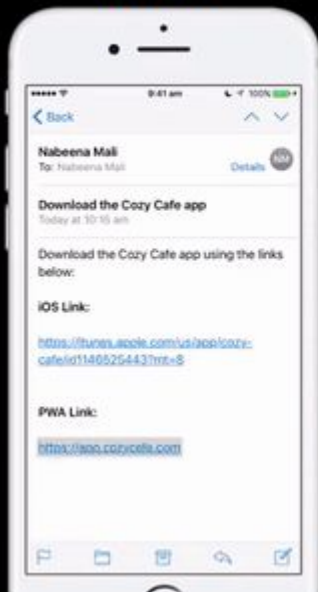 9:41 am
100%
Back
Nabeena Mali
NM
To: Nabeena Mali
Details
Download the Cozy Cafe app
Today at 10:15 am
Download the Cozy Cafe app using the links
below:
iOS Link:
https://itunes.apple.com/us/app/cozy-
cafe/id1146525443?mt=8
PWA Link:
https://app.cozycafe.com